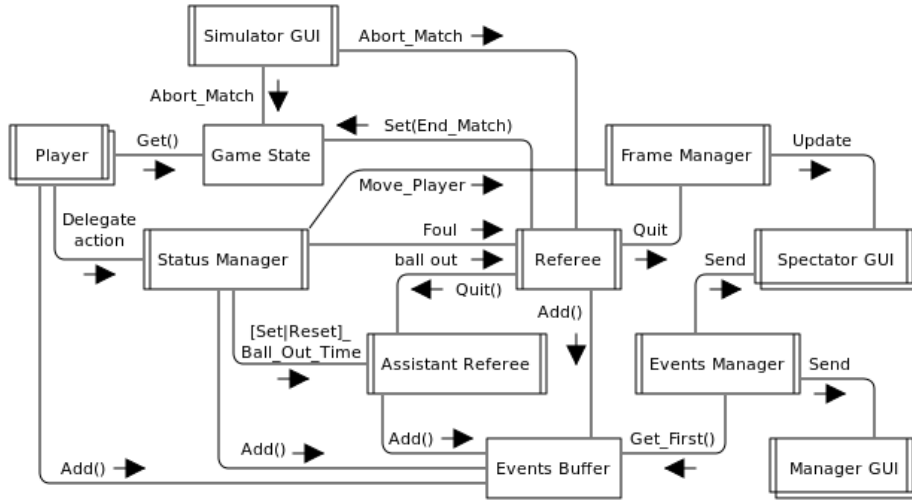 Simulator GUI
Abort_Match
Abort_Match
Set(End_Match)
Player
Get()
Game State
Frame Manager
Update
Move_Player
Delegate
action
Foul
Quit
Status Manager
ball out
Referee
Send
Spectator GUI
Quit()
Add()
[Set|Reset]_
Ball_Out_Time
Assistant Referee
Events Manager
Send
Add()
Add()
Get_First()
Add()
Events Buffer
Manager GUI